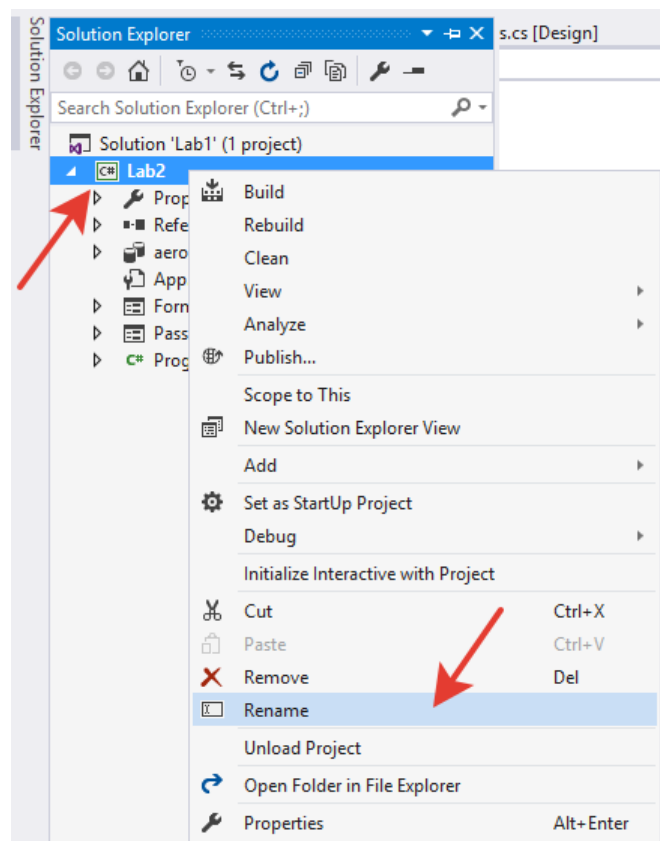 Solution Explorer
Solution Explorer
s.cs [Design]
Search Solution Explorer (Ctrl+;)
Solution 'Lab1' (1 project)
C# Lab2
Prop
Refe
aero
App
Forn
Pass
C# Prog
Build
Rebuild
Clean
View
Analyze
Publish...
Scope to This
New Solution Explorer View
Add
Set as StartUp Project
Debug
Initialize Interactive with Project
Cut Ctrl+X
Paste Ctrl+V
Remove Del
Rename
Unload Project
Open Folder in File Explorer
Properties Alt+Enter